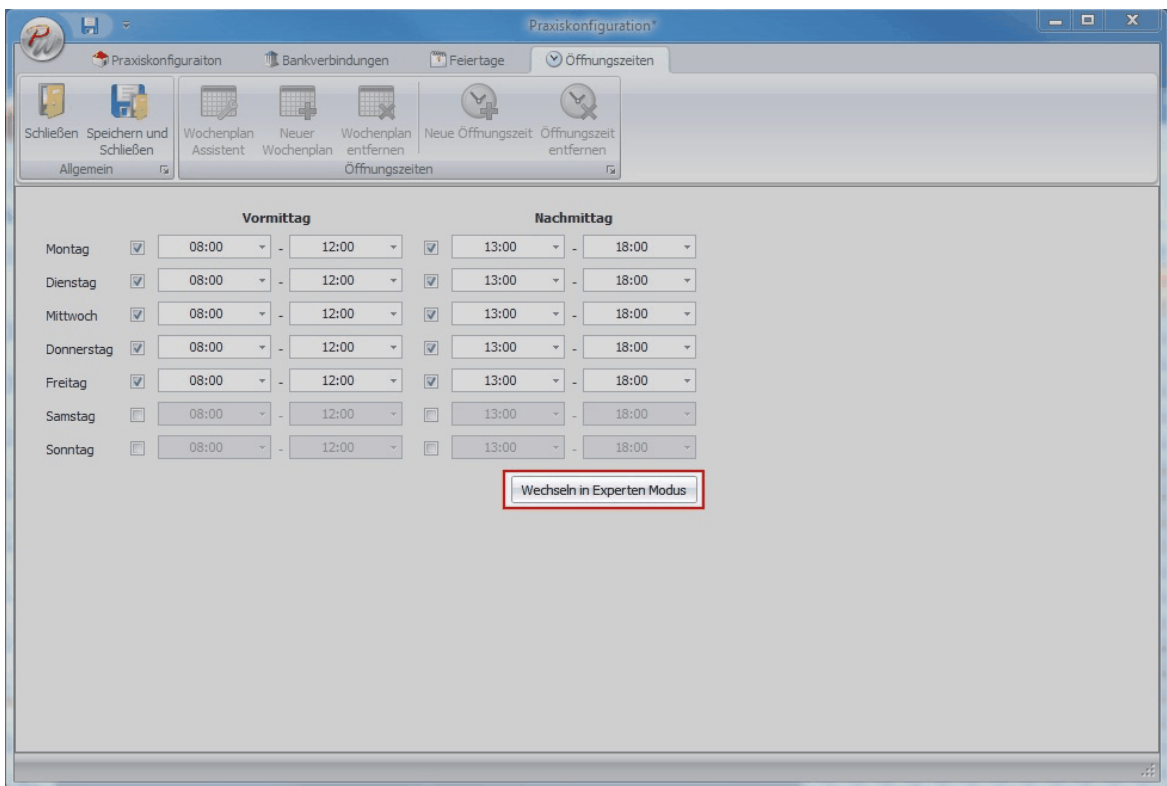 Praxiskonfiguration*
Praxiskonfiguraiton Bankverbindungen Feiertage Öffnungszeiten
Schließen Speichern und Schließen Wochenplan Assistent Neuer Wochenplan Wochenplan entfernen Neue Öffnungszeit Öffnungszeit entfernen
Allgemein Öffnungszeiten
Vormittag Nachmittag
Montag 08:00 - 12:00 13:00 - 18:00
Dienstag 08:00 - 12:00 13:00 - 18:00
Mittwoch 08:00 - 12:00 13:00 - 18:00
Donnerstag 08:00 - 12:00 13:00 - 18:00
Freitag 08:00 - 12:00 13:00 - 18:00
Samstag 08:00 - 12:00 13:00 - 18:00
Sonntag 08:00 - 12:00 13:00 - 18:00
Wechseln in Experten Modus